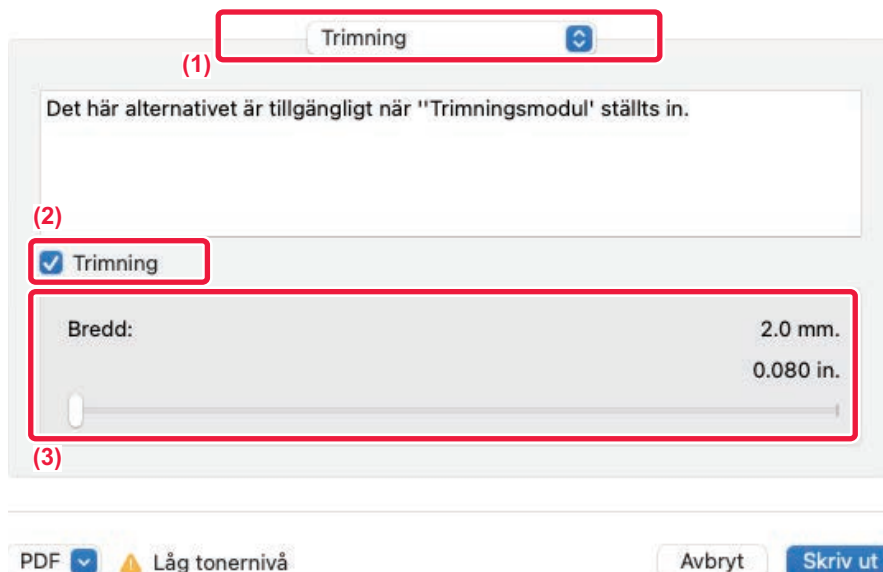 Trimning
(1)
Det här alternativet är tillgängligt när ''Trimningsmodul' ställts in.
(2)
Trimning
Bredd: 2.0 mm.
0.080 in.
(3)
PDF Låg tonernivå Avbryt Skriv ut